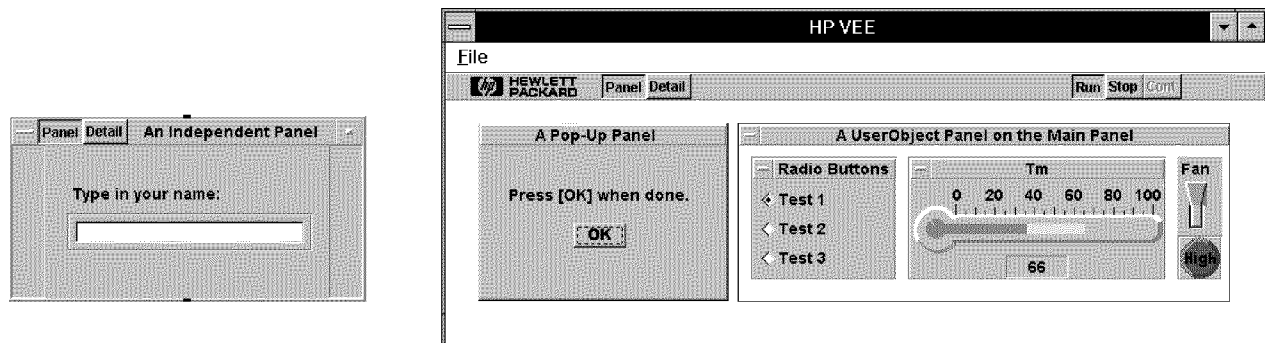 Panel Detail An Independent Panel
Type in your name:
HP VEE
File
hp HEWLETT
PACKARD
Panel Detail
Run Stop Cont
A Pop-Up Panel
Press [OK] when done.
OK
A UserObject Panel on the Main Panel
Radio Buttons
Test 1
Test 2
Test 3
Tm
0 20 40 60 80 100
66
Fan
High